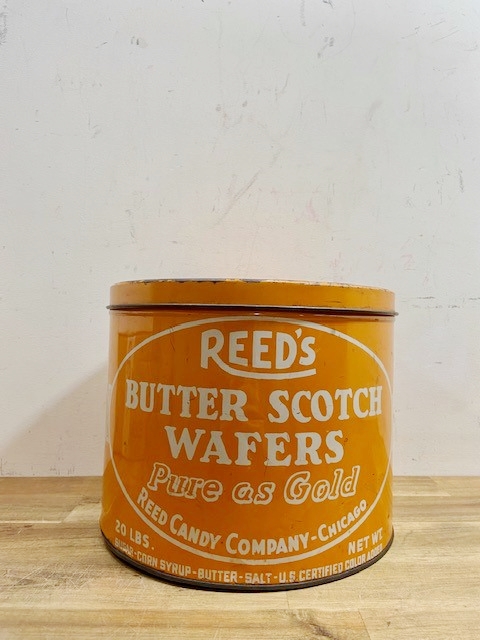 REED'S
BUTTER SCOTCH
WAFERS
Pure as Gold
REED CANDY COMPANY-CHICAGO
20 LBS.
NET WT.
SUGAR-CORN SYRUP-BUTTER-SALT-U.S. CERTIFIED COLOR ADDED